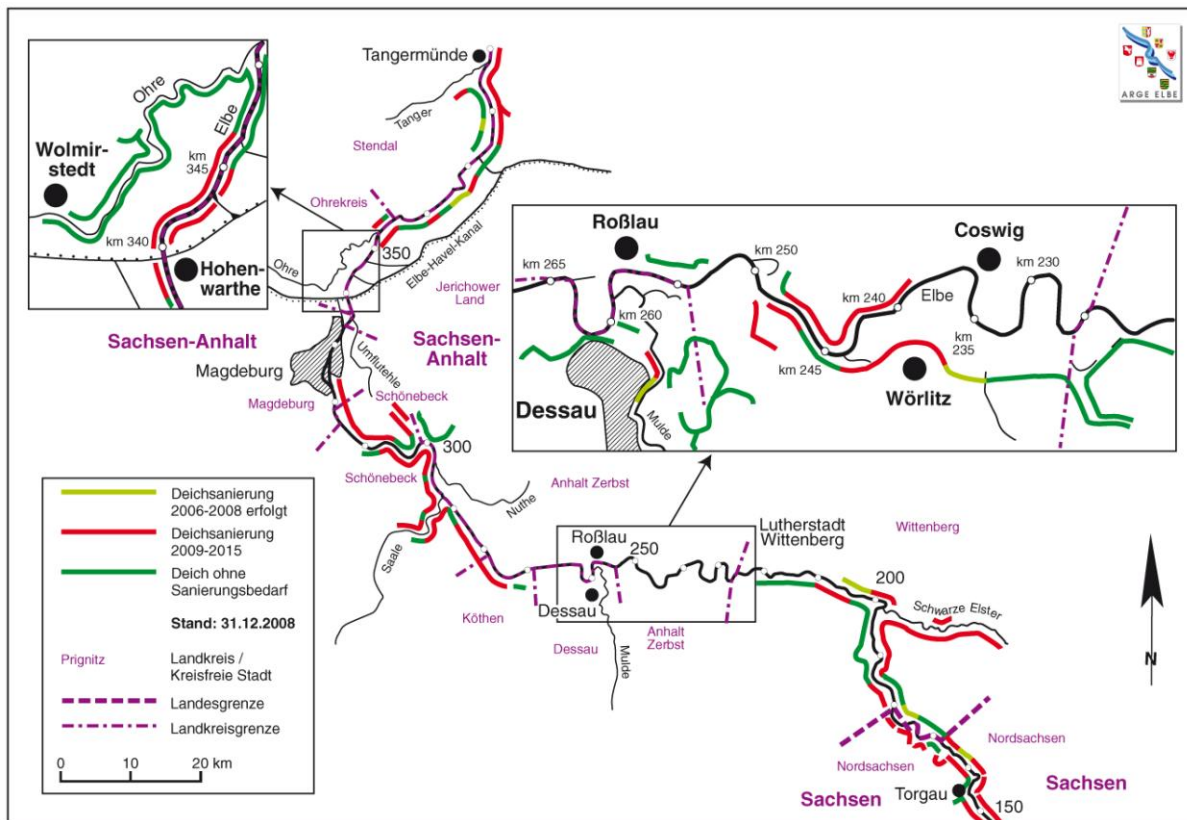 Tangermünde
Tanger
Stendal
Ohrekreis
350
Ohre
Elbe-Havel-Kanal
Jerichower
Land
Ohre
Elbe
Wolmir-
stedt
km
345
km 340
Hohen-
warthe
Sachsen-Anhalt
Sachsen-
Anhalt
Magdeburg
Umflutehle
Magdeburg
Schönebeck
300
Schönebeck
Nuthe
Saale
Anhalt Zerbst
Köthen
Roßlau
250
Dessau
Dessau
Mulde
Anhalt
Zerbst
Lutherstadt
Wittenberg
Wittenberg
200
Schwarze Elster
Nordsachsen
Nordsachsen
Sachsen
Sachsen
Torgau
150
ARGE ELBE
Roßlau
Coswig
km 265
km 250
km 230
km 260
km 240
Elbe
km
235
km 245
Wörlitz
Dessau
Mulde
Deichsanierung
2006-2008 erfolgt
Deichsanierung
2009-2015
Deich ohne
Sanierungsbedarf
Stand: 31.12.2008
Prignitz
Landkreis /
Kreisfreie Stadt
Landesgrenze
Landkreisgrenze
0 10 20 km
N